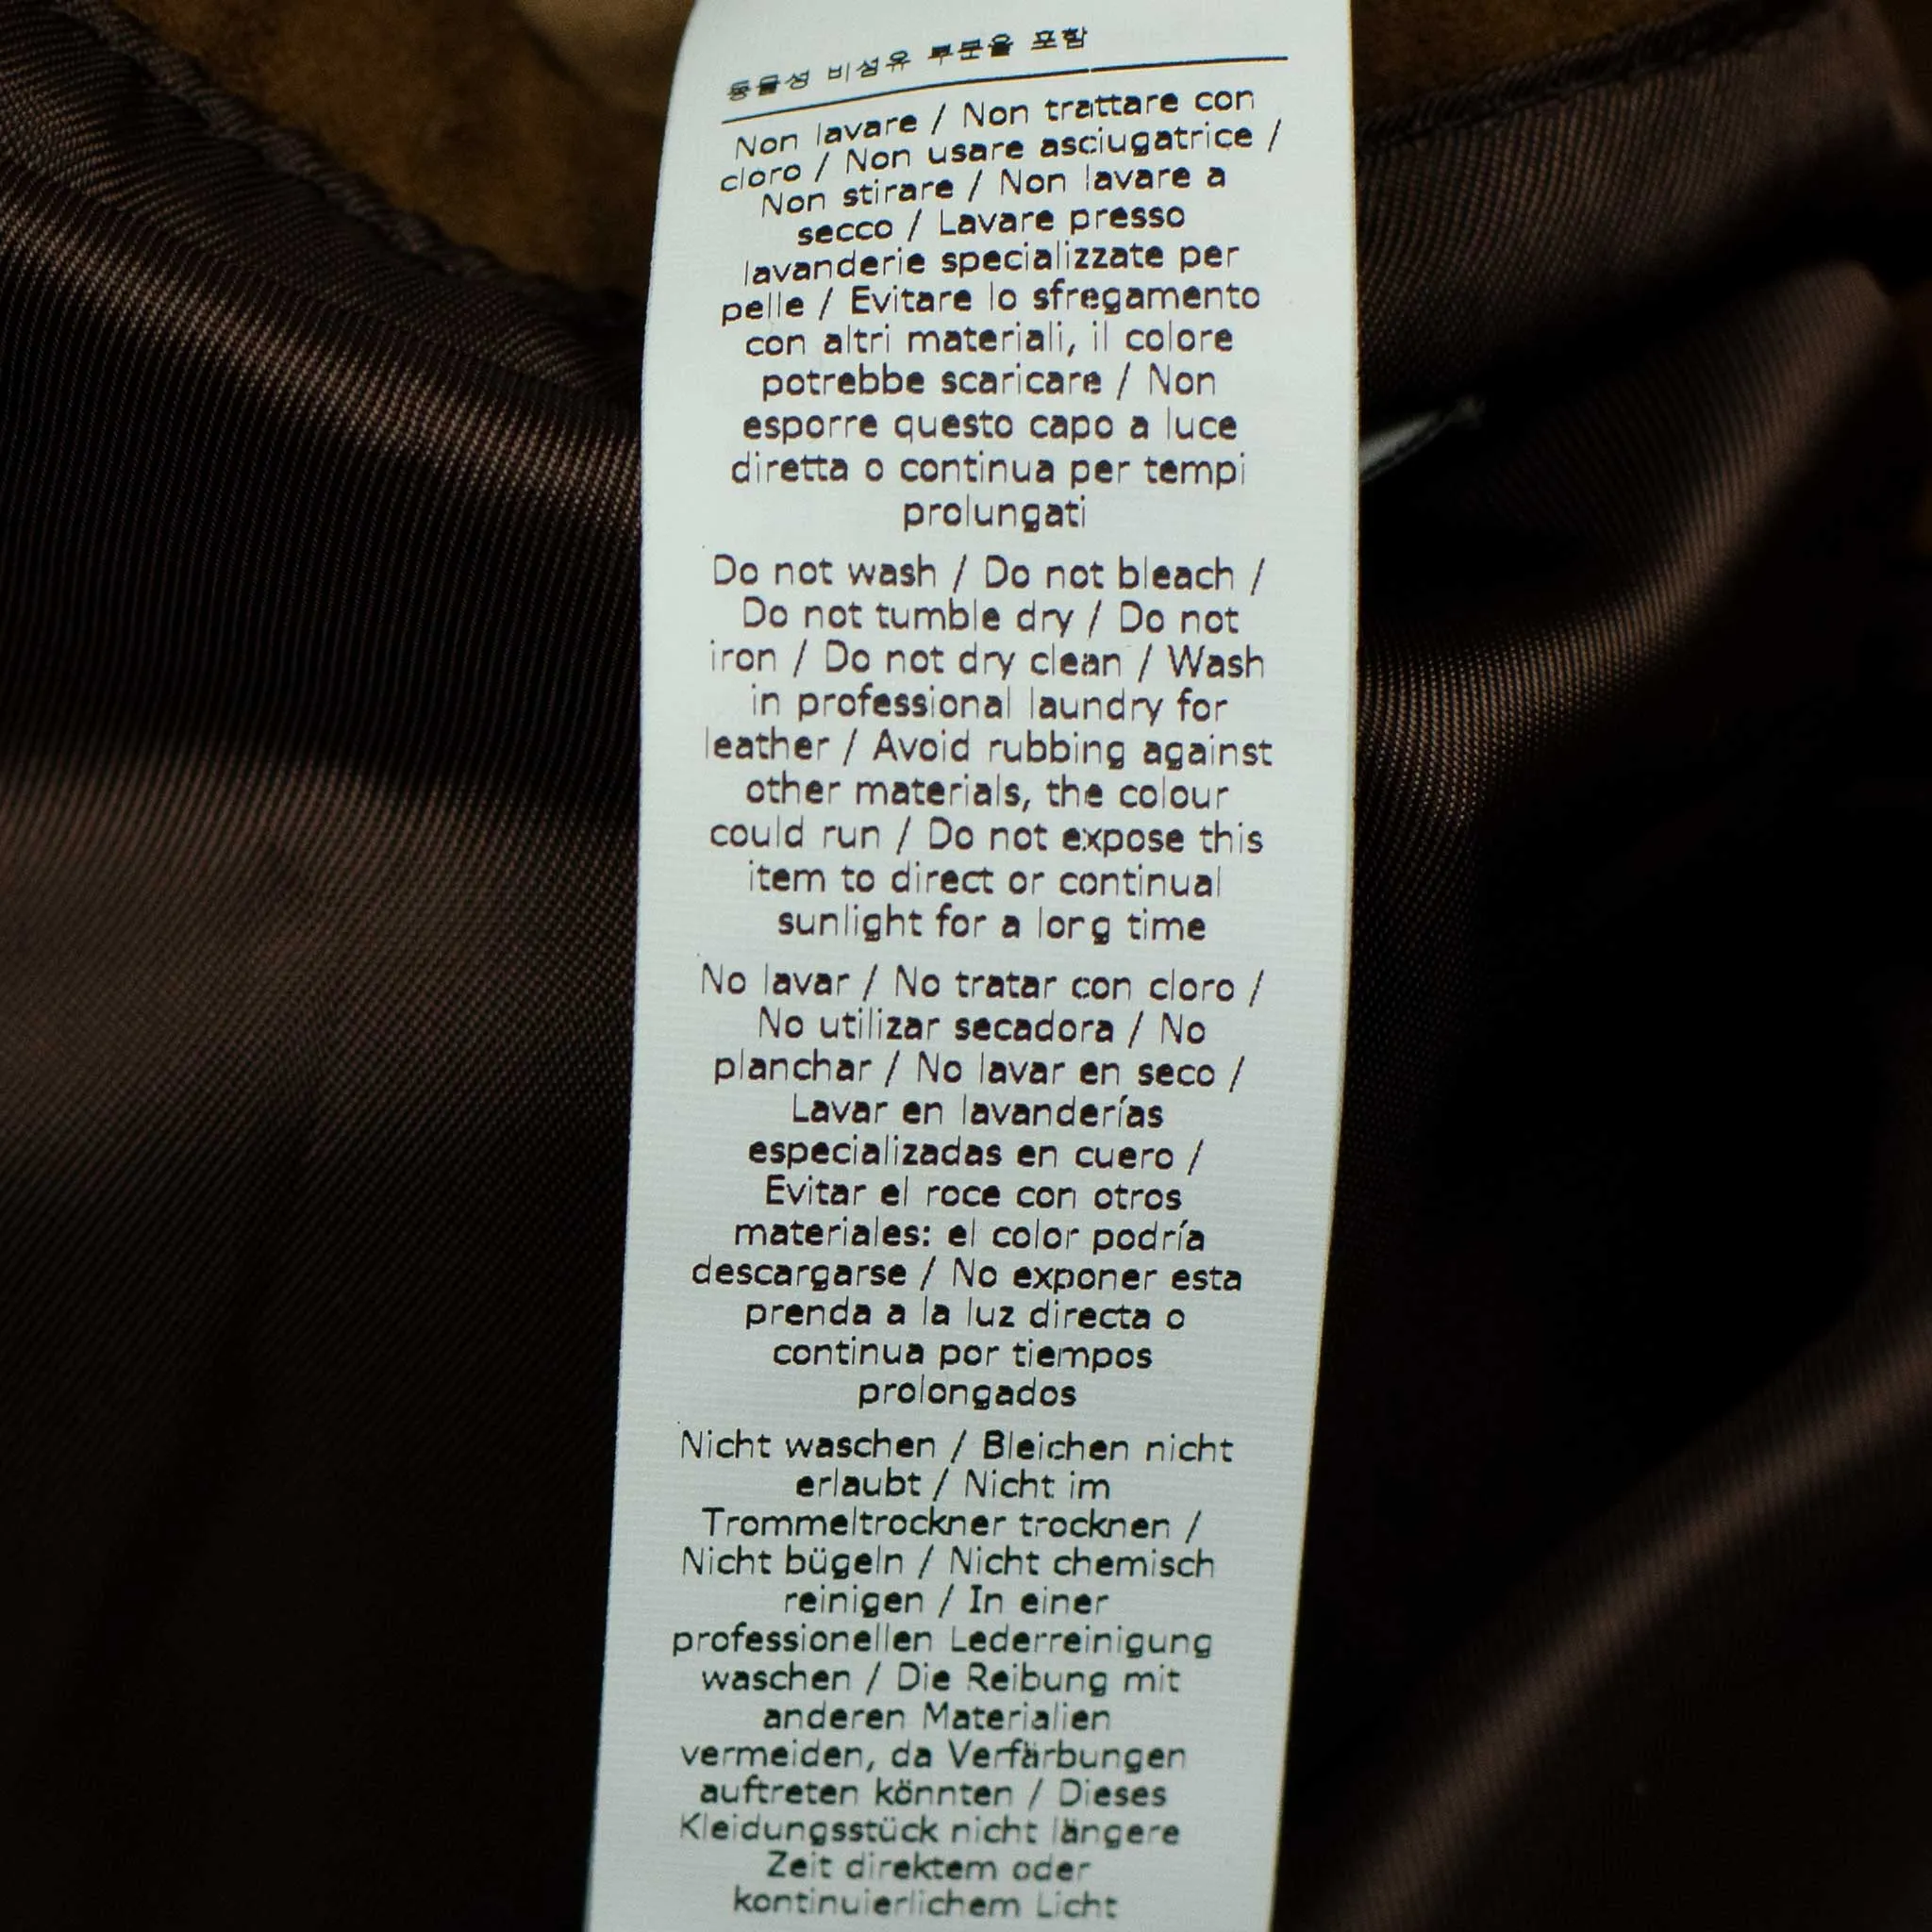 동물성 비섬유 부분을 포함
Non lavare / Non trattare con
cloro / Non usare asciugatrice /
Non stirare / Non lavare a
secco / Lavare presso
lavanderie specializzate per
pelle / Evitare lo sfregamento
con altri materiali, il colore
potrebbe scaricare / Non
esporre questo capo a luce
diretta o continua per tempi
prolungati
Do not wash / Do not bleach /
Do not tumble dry / Do not
iron / Do not dry clean / Wash
in professional laundry for
leather / Avoid rubbing against
other materials, the colour
could run / Do not expose this
item to direct or continual
sunlight for a long time
No lavar / No tratar con cloro /
No utilizar secadora / No
planchar / No lavar en seco /
Lavar en lavanderías
especializadas en cuero /
Evitar el roce con otros
materiales: el color podría
descargarse / No exponer esta
prenda a la luz directa o
continua por tiempos
prolongados
Nicht waschen / Bleichen nicht
erlaubt / Nicht im
Trommeltrockner trocknen /
Nicht bügeln / Nicht chemisch
reinigen / In einer
professionellen Lederreinigung
waschen / Die Reibung mit
anderen Materialien
vermeiden, da Verfärbungen
auftreten könnten / Dieses
Kleidungsstück nicht längere
Zeit direktem oder
kontinuierlichem Licht